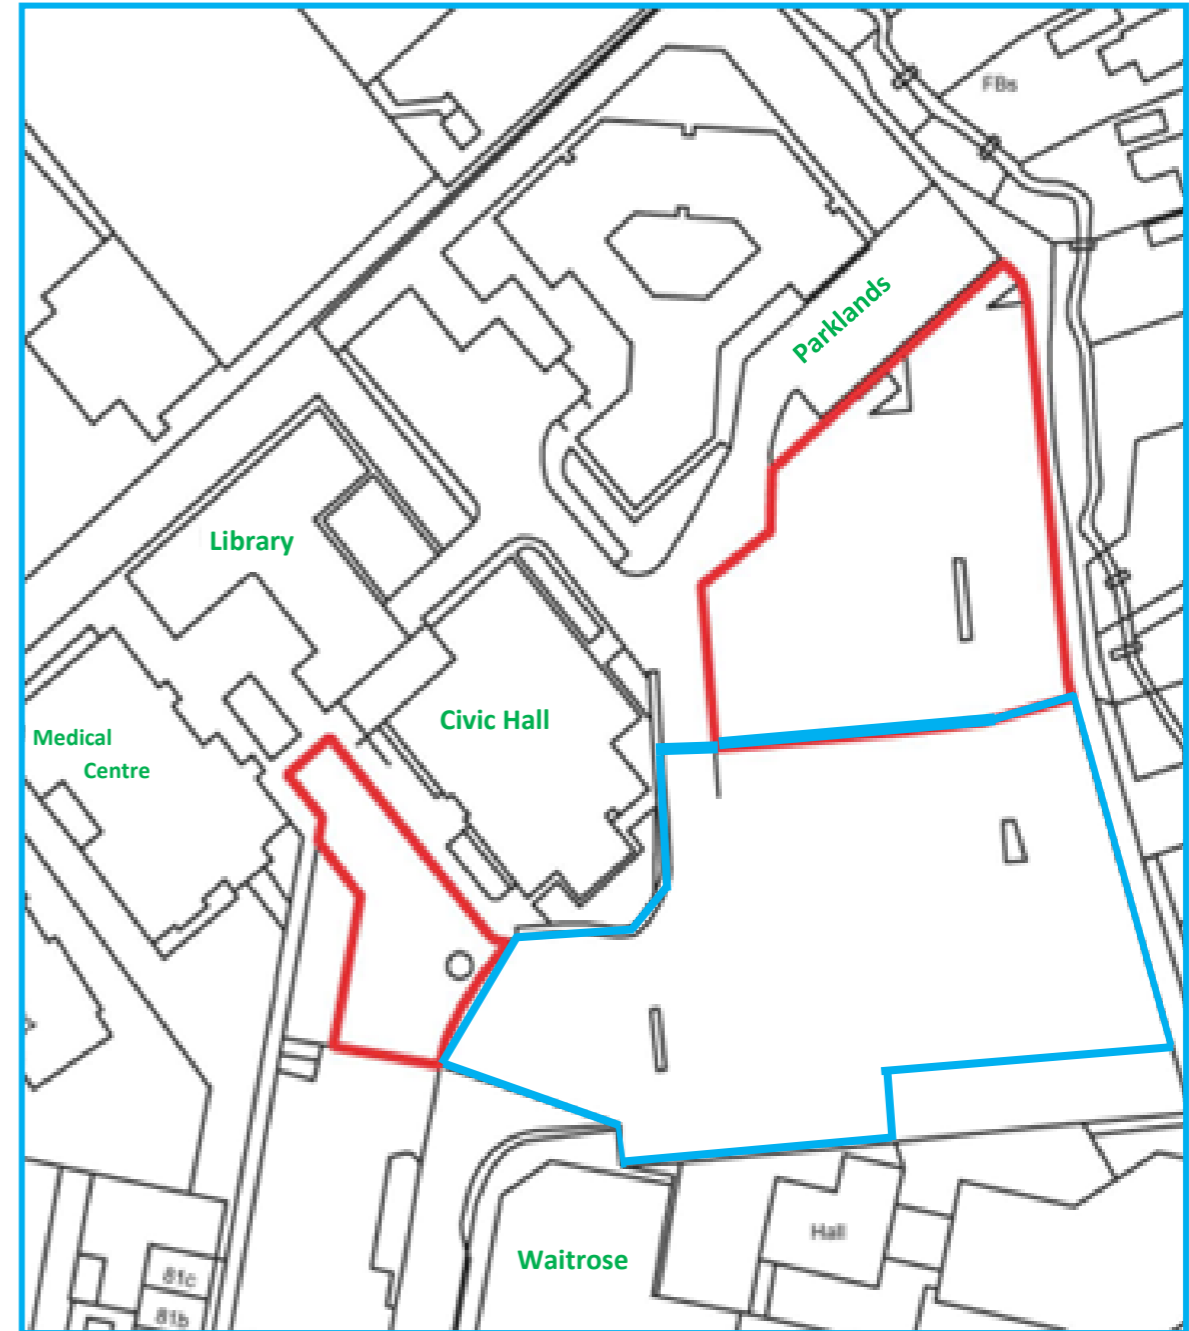 FBs
Parklands
Library
Civic Hall
Medical
Centre
Hall
Waitrose
81c
81b